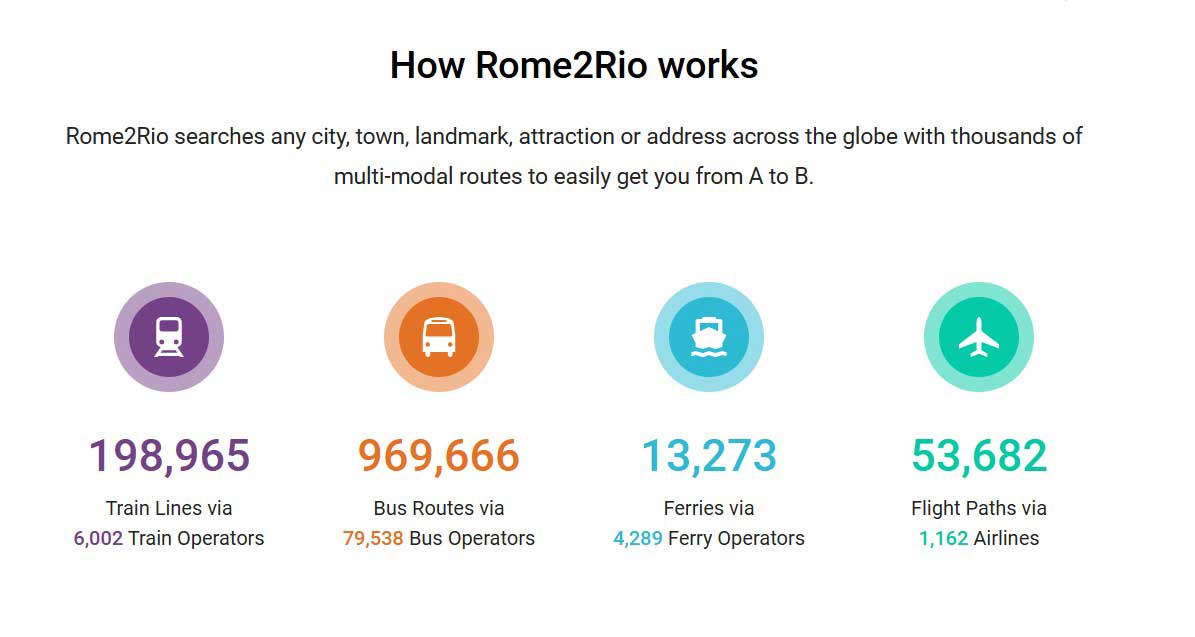 How Rome2Rio works
Rome2Rio searches any city, town, landmark, attraction or address across the globe with thousands of
multi-modal routes to easily get you from A to B.
198,965
Train Lines via
6,002 Train Operators
969,666
Bus Routes via
79,538 Bus Operators
13,273
Ferries via
4,289 Ferry Operators
53,682
Flight Paths via
1,162 Airlines